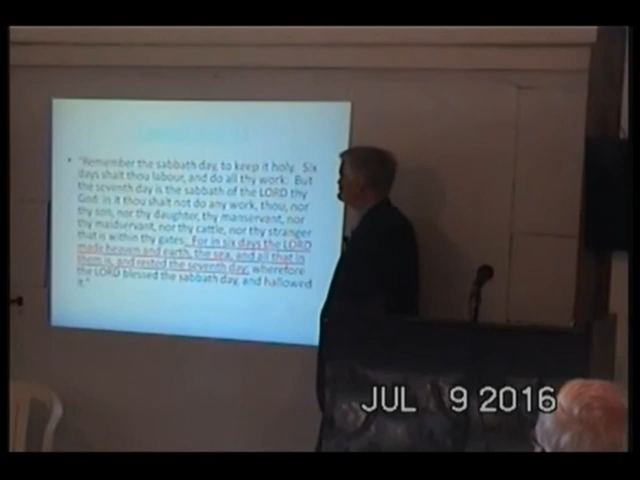 • "Remember the sabbath day, to keep it holy. Six
days shalt thou labour, and do all thy work: But
the seventh day is the sabbath of the LORD thy
God: in it thou shalt not do any work, thou, nor
thy son, nor thy daughter, thy manservant, nor
thy maidservant, nor thy cattle, nor thy stranger
that is within thy gates: For in six days the LORD
made heaven and earth, the sea, and all that in
them is, and rested the seventh day: wherefore
the LORD blessed the sabbath day, and hallowed
it."
JUL 9 2016